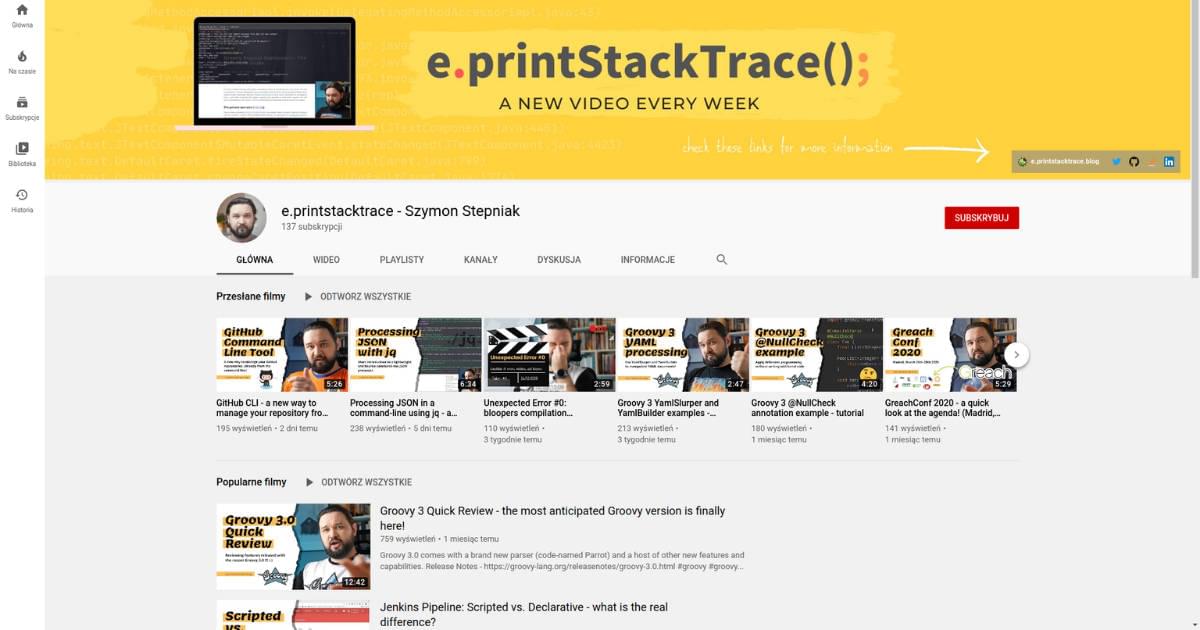 Główna
Na czasie
Subskrypcje
Biblioteka
Historia
e.printStackTrace();
A NEW VIDEO EVERY WEEK
check these links for more information
e.printstacktrace.blog
e.printstacktrace - Szymon Stepniak
137 subskrypcji
SUBSKRYBUJ
GŁÓWNA WIDEO PLAYLISTY KANAŁY DYSKUSJA INFORMACJE
Przesłane filmy ODTWÓRZ WSZYSTKIE
GitHub
Command
Line Tool
5:26
Processing
JSON
with jq
6:34
Unexpected Error #0
2:59
Groovy 3
YAML
processing
2:47
Groovy 3
@NullCheck
example
4:20
Greach
Conf
2020
Greach
5:29
GitHub CLI - a new way to
manage your repository fro...
195 wyświetleń • 2 dni temu
Processing JSON in a
command-line using jq - a...
238 wyświetleń • 5 dni temu
Unexpected Error #0:
bloopers compilation...
110 wyświetleń •
3 tygodnie temu
Groovy 3 YamlSlurper and
YamlBuilder examples -...
213 wyświetleń •
3 tygodnie temu
Groovy 3 @NullCheck
annotation example - tutorial
180 wyświetleń •
1 miesiąc temu
GreachConf 2020 - a quick
look at the agenda! (Madrid,...
141 wyświetleń •
1 miesiąc temu
Popularne filmy ODTWÓRZ WSZYSTKIE
Groovy 3.0
Quick
Review
Groovy
12:42
Groovy 3 Quick Review - the most anticipated Groovy version is finally
here!
759 wyświetleń • 1 miesiąc temu
Groovy 3.0 comes with a brand new parser (code-named Parrot) and a host of other new features and
capabilities. Release Notes - https://groovy-lang.org/releasenotes/groovy-3.0.html #groovy #groovy...
Scripted
vs.
Jenkins Pipeline: Scripted vs. Declarative - what is the real
difference?